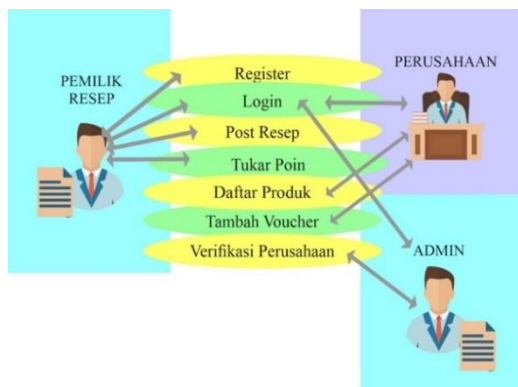 PEMILIK
RESEP
Register
Login
Post Resep
Tukar Poin
Daftar Produk
Tambah Voucher
Verifikasi Perusahaan
PERUSAHAAN
ADMIN